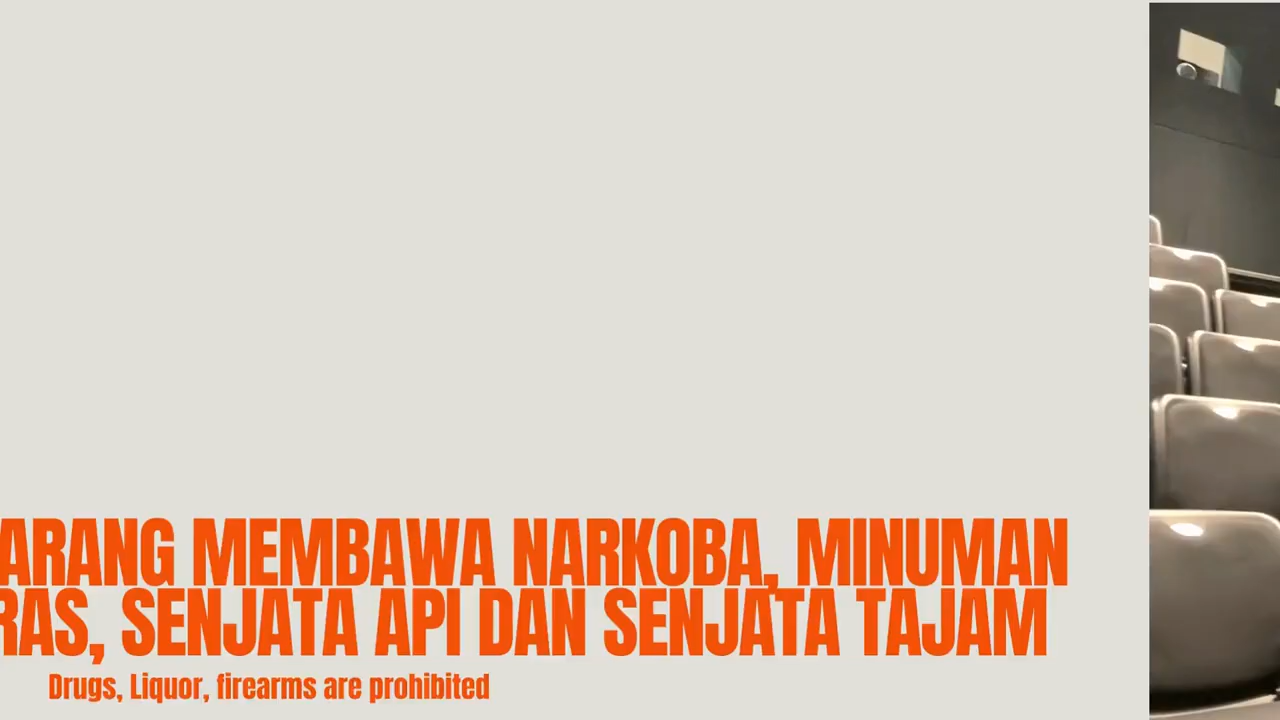 ARANG MEMBAWA NARKOBA, MINUMAN
RAS, SENJATA API DAN SENJATA TAJAM
Drugs, Liquor, firearms are prohibited